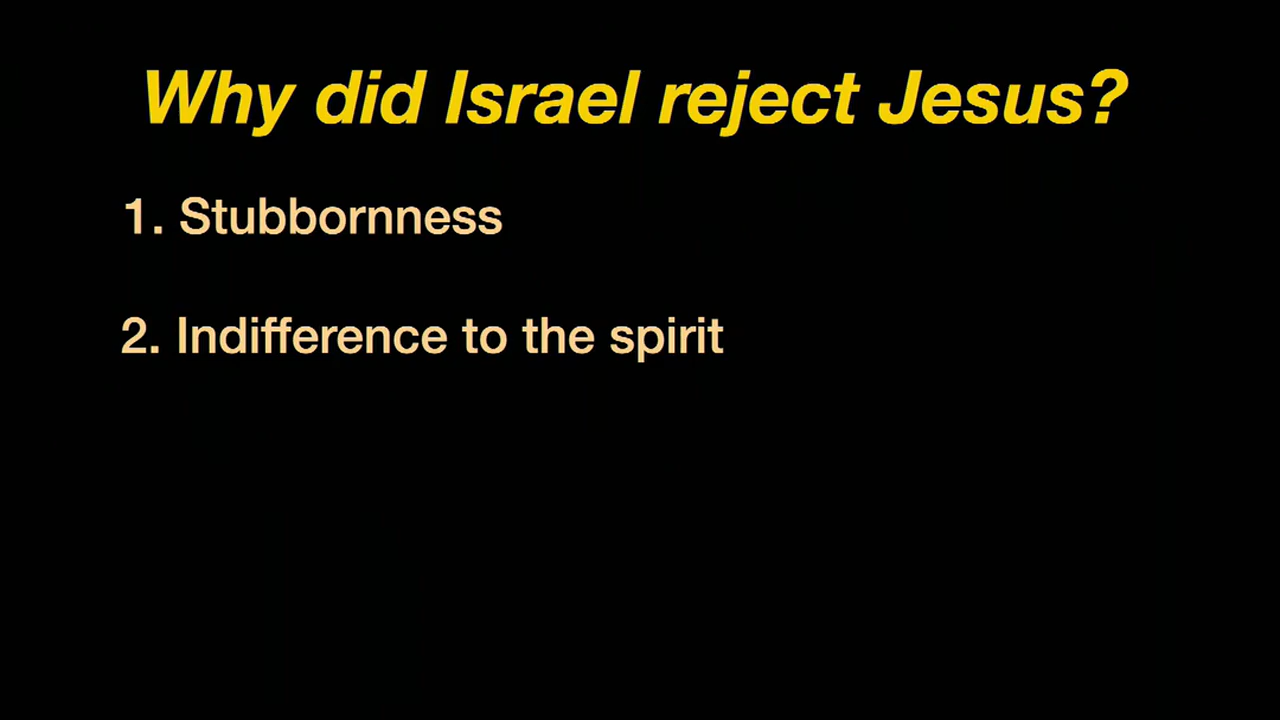 Why did Israel reject Jesus?
1. Stubbornness
2. Indifference to the spirit